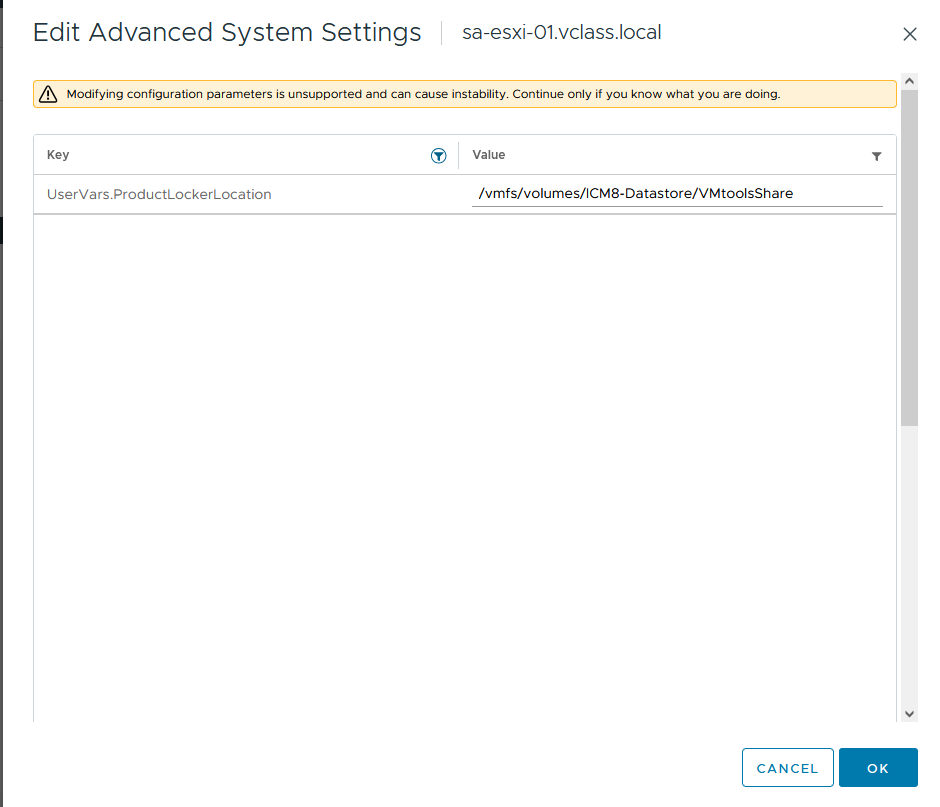 Edit Advanced System Settings | sa-esxi-01.vclass.local
Modifying configuration parameters is unsupported and can cause instability. Continue only if you know what you are doing.
Key Value
UserVars.ProductLockerLocation /vmfs/volumes/ICM8-Datastore/VMtoolsShare
CANCEL OK